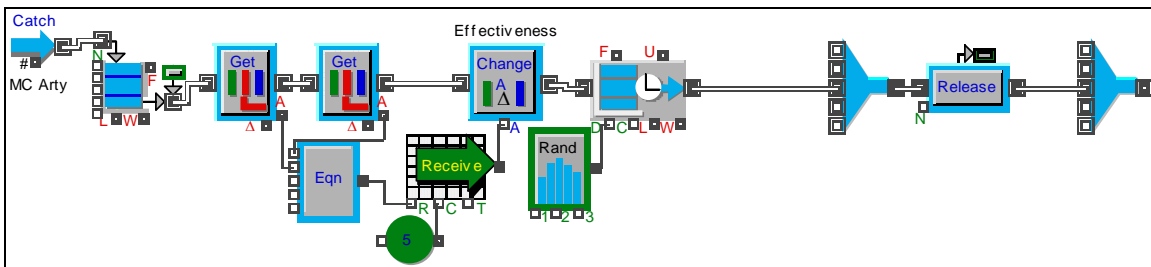 Catch
#
MC Arty
N
F
L W
Get
A
Δ
Get
A
Δ
Eqn
Effectiveness
Change
A
Δ
A
Receive
R C T
5
Rand
1 2 3
F U
D C L W
Release
N